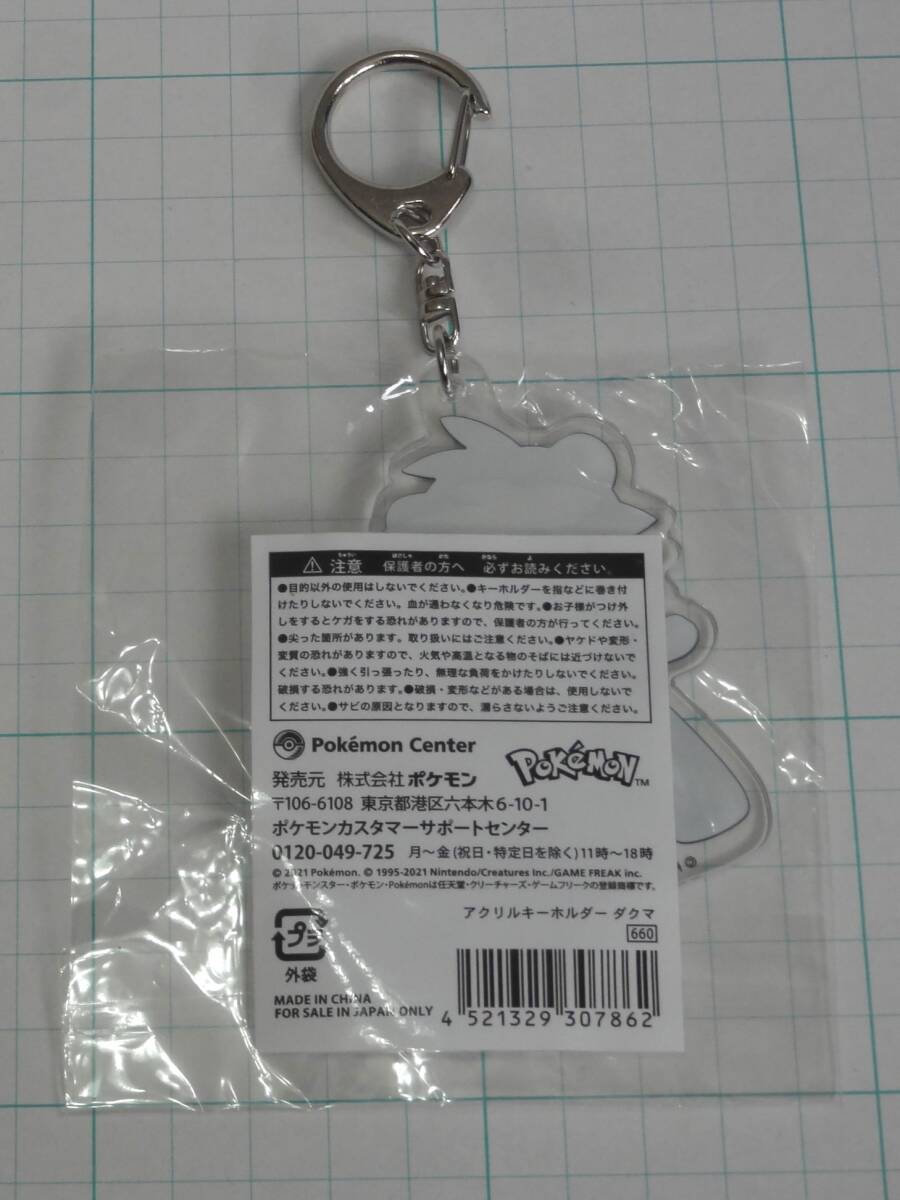 ちゅうい ほごしゃ かた かなら よ
⚠注意 保護者の方へ 必ずお読みください。
●目的以外の使用はしないでください。●キーホルダーを指などに巻き付
けたりしないでください。血が通わなくなり危険です。●お子様がつけ外
しをするとケガをする恐れがありますので、保護者の方が行ってください。
●尖った箇所があります。取り扱いにはご注意ください。●ヤケドや変形・
変質の恐れがありますので、火気や高温となる物のそばには近づけないで
ください。●強く引っ張ったり、無理な負荷をかけたりしないでください。
破損する恐れがあります。●破損・変形などがある場合は、使用しないで
ください。●サビの原因となりますので、濡らさないようご注意ください。
Pokémon Center
POKéMON™
発売元 株式会社ポケモン
〒106-6108 東京都港区六本木6-10-1
ポケモンカスタマーサポートセンター
0120-049-725 月～金(祝日・特定日を除く)11時～18時
© 2021 Pokémon. © 1995-2021 Nintendo/Creatures Inc./GAME FREAK inc.
ポケットモンスター・ポケモン・Pokémonは任天堂・クリーチャーズ・ゲームフリークの登録商標です。
アクリルキーホルダー ダクマ
660
プラ
外袋
MADE IN CHINA
FOR SALE IN JAPAN ONLY
4 521329 307862